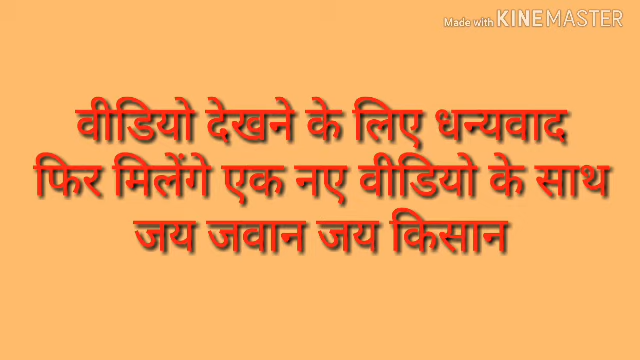 Made with KINEMASTER
वीडियो देखने के लिए धन्यवाद
फिर मिलेंगे एक नए वीडियो के साथ
जय जवान जय किसान